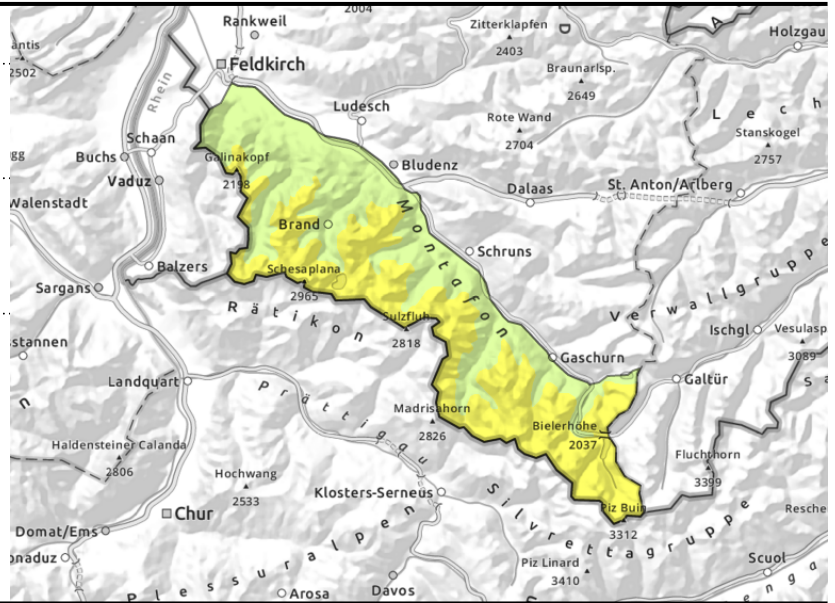 2004
Rankweil
Zitterklapfen
2403
Holzgau
antis
2502
Feldkirch
Braunarlsp.
2649
Rhein
Ludesch
Lech
Rote Wand
2704
Stanskogel
2757
Schaan
Buchs
Galinakopf
2198
Bludenz
Vaduz
Dalaas
St. Anton/Arlberg
Walenstadt
Brand
Montafon
Schruns
Balzers
Schesaplana
2965
Sargans
Rätikon
Sulzfluh
2818
Verwallgruppe
Ischgl
Vesulasp
3089
stannen
Gaschurn
Landquart
Galtür
Prättigau
Madrisahorn
2826
Bielerhöhe
2037
Haldensteiner Calanda
2806
Fluchthorn
3399
Hochwang
2533
Klosters-Serneus
Silvrettagruppe
Chur
Piz Buin
3312
Resche
Domat/Ems
onaduz
Plessuralpen
Piz Linard
3410
Scuol
Arosa
Davos
enga